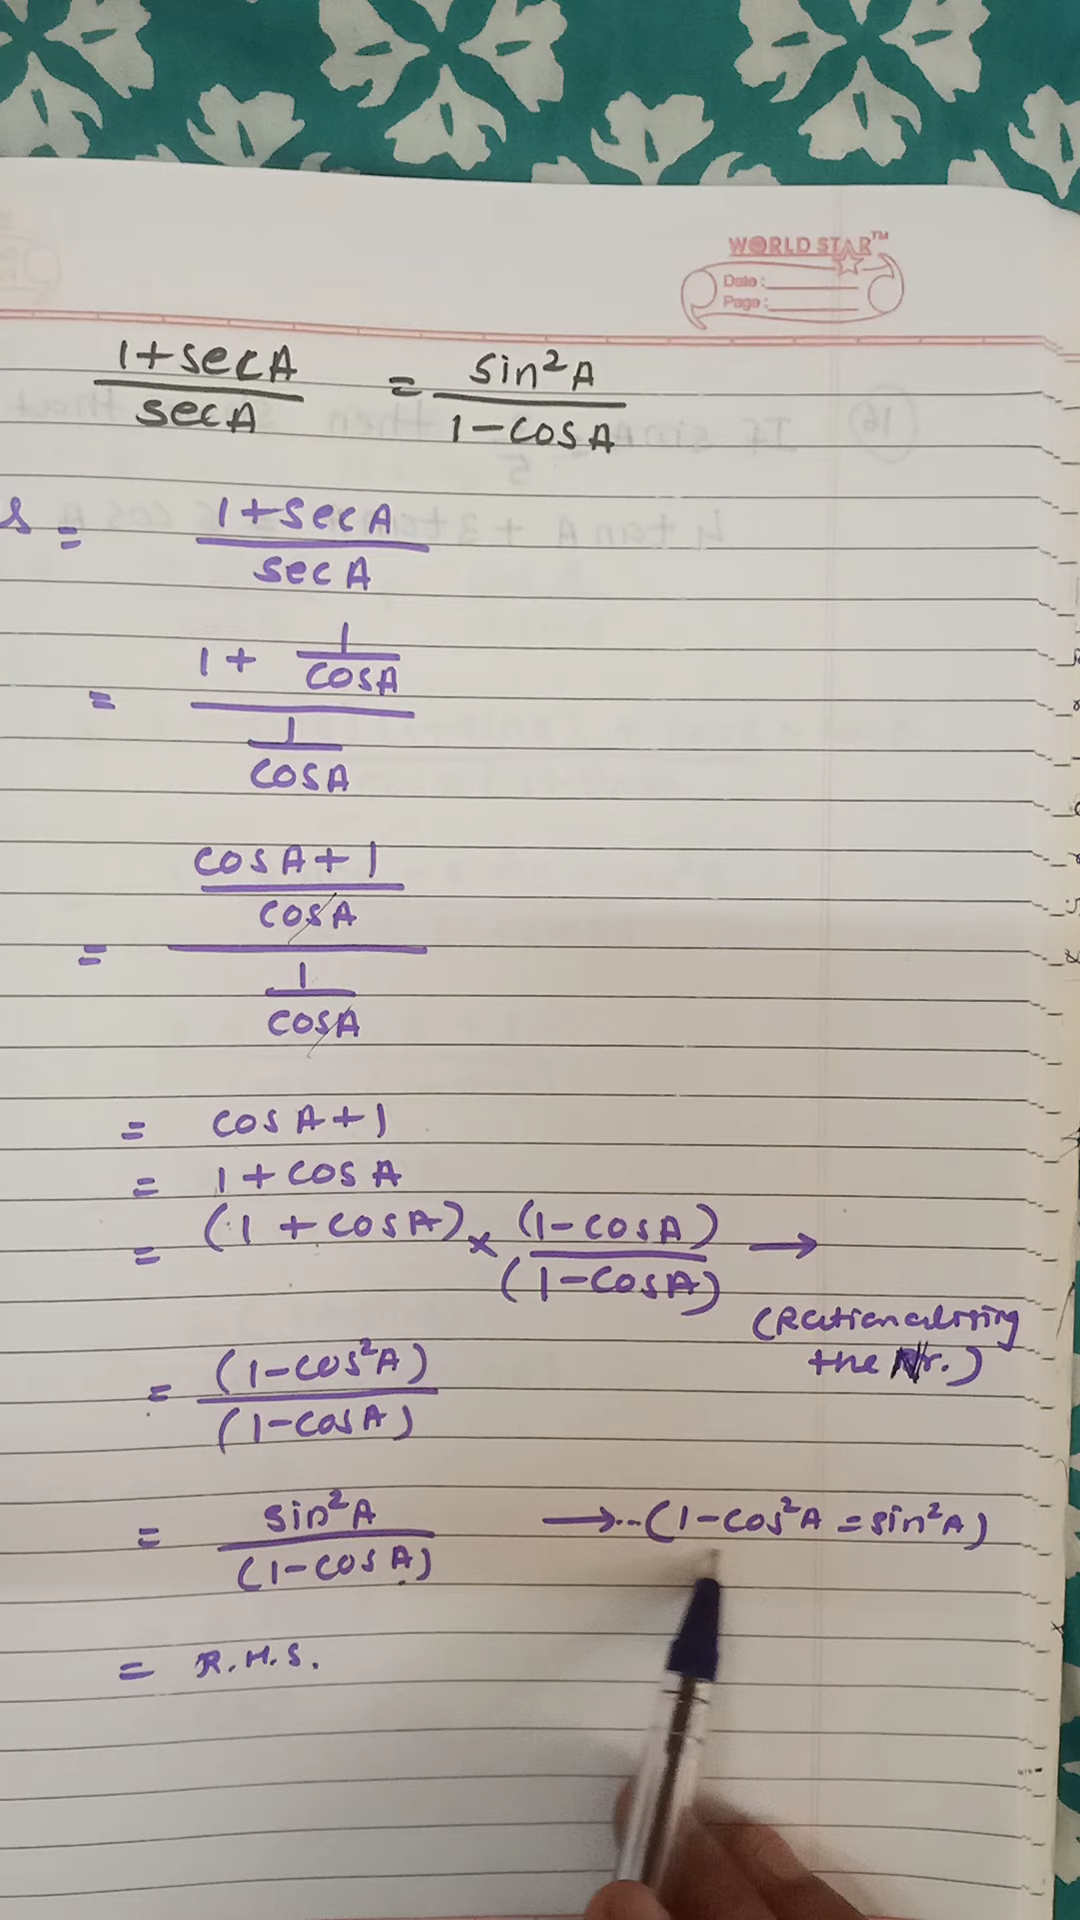 WORLD STAR™
Date :
Page :
1+secA / secA = sin²A / 1-cosA
s = 1+secA / secA
= 1 + 1/cosA / 1/cosA
= cosA+1 / cosA / 1 / cosA
= cosA+1
= 1+cosA
= (1+cosA) × (1-cosA) / (1-cosA) →
(Rationalising
the Nr.)
= (1-cos²A) / (1-cosA)
= sin²A / (1-cosA) →..(1-cos²A = sin²A)
= R.H.S.